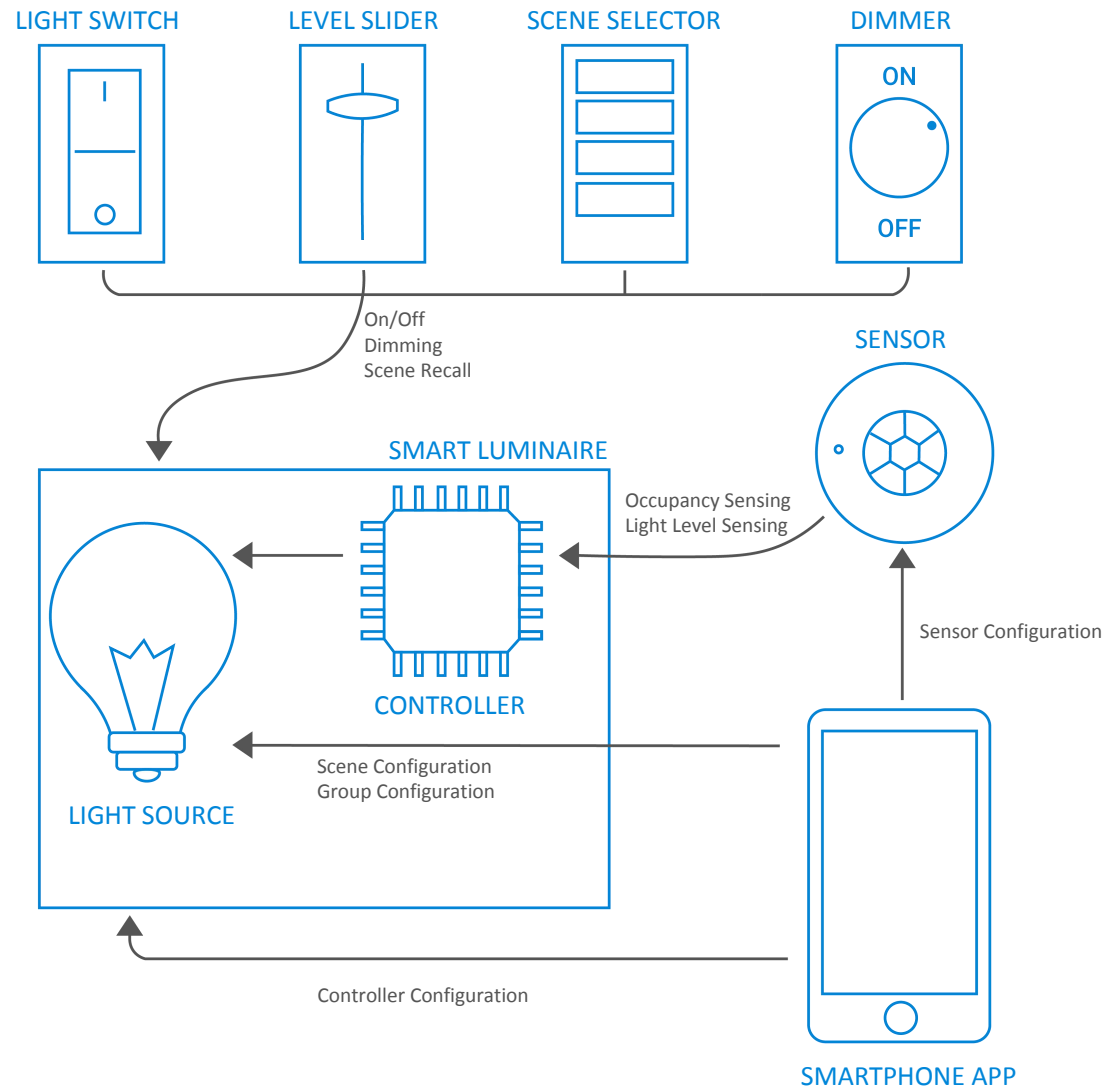 LIGHT SWITCH
LEVEL SLIDER
SCENE SELECTOR
DIMMER
ON
OFF
On/Off
Dimming
Scene Recall
SENSOR
SMART LUMINAIRE
Occupancy Sensing
Light Level Sensing
Sensor Configuration
CONTROLLER
Scene Configuration
Group Configuration
LIGHT SOURCE
Controller Configuration
SMARTPHONE APP